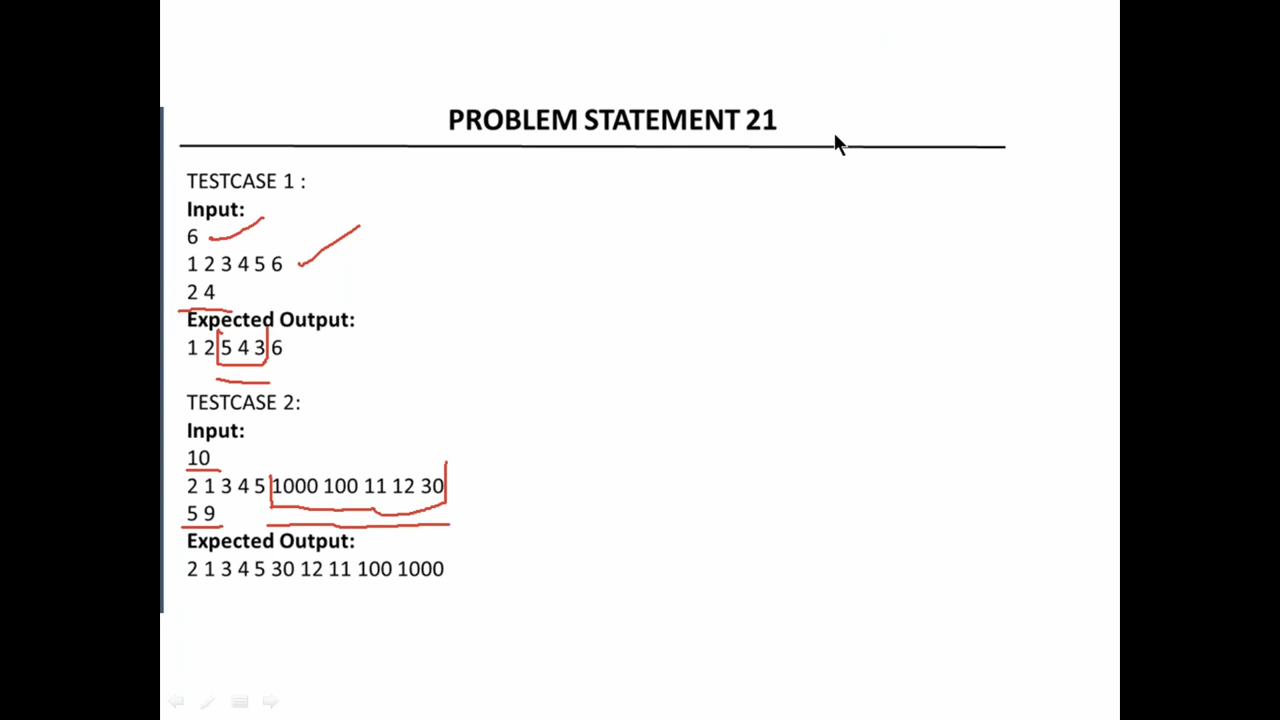 PROBLEM STATEMENT 21
TESTCASE 1 :
Input:
6
1 2 3 4 5 6
2 4
Expected Output:
1 2 5 4 3 6
TESTCASE 2:
Input:
10
2 1 3 4 5 1000 100 11 12 30
5 9
Expected Output:
2 1 3 4 5 30 12 11 100 1000